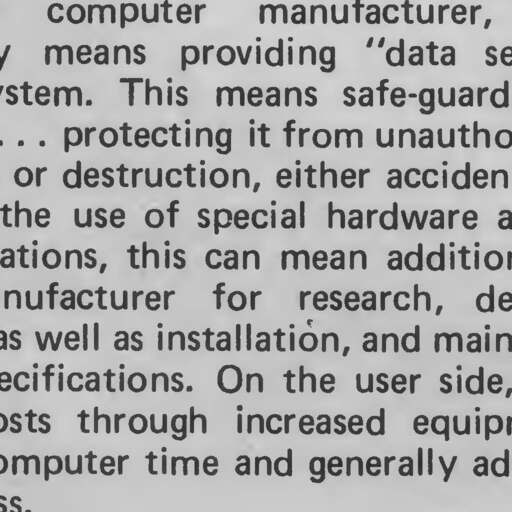 computer manufacturer,
y means providing "data se
ystem. This means safe-guard
... protecting it from unautho
or destruction, either acciden
the use of special hardware a
ations, this can mean addition
nufacturer for research, de
as well as installation, and main
ecifications. On the user side,
osts through increased equipm
omputer time and generally ad
ss.